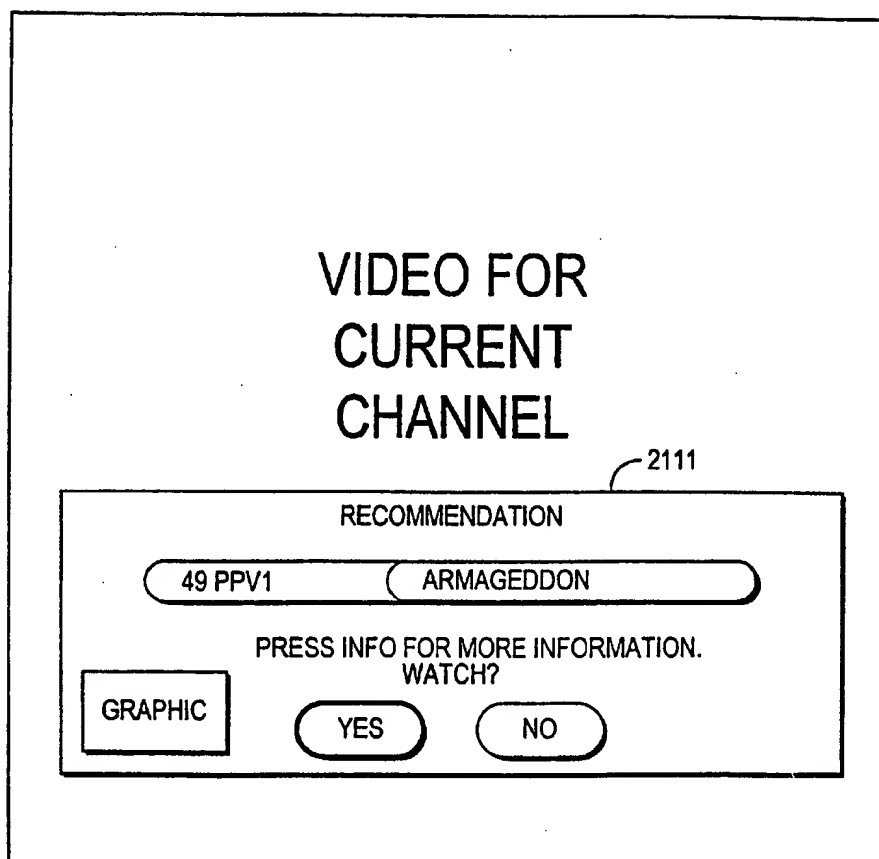 VIDEO FOR
CURRENT
CHANNEL
2111
RECOMMENDATION
49 PPV1 ARMAGEDDON
PRESS INFO FOR MORE INFORMATION.
WATCH?
GRAPHIC YES NO